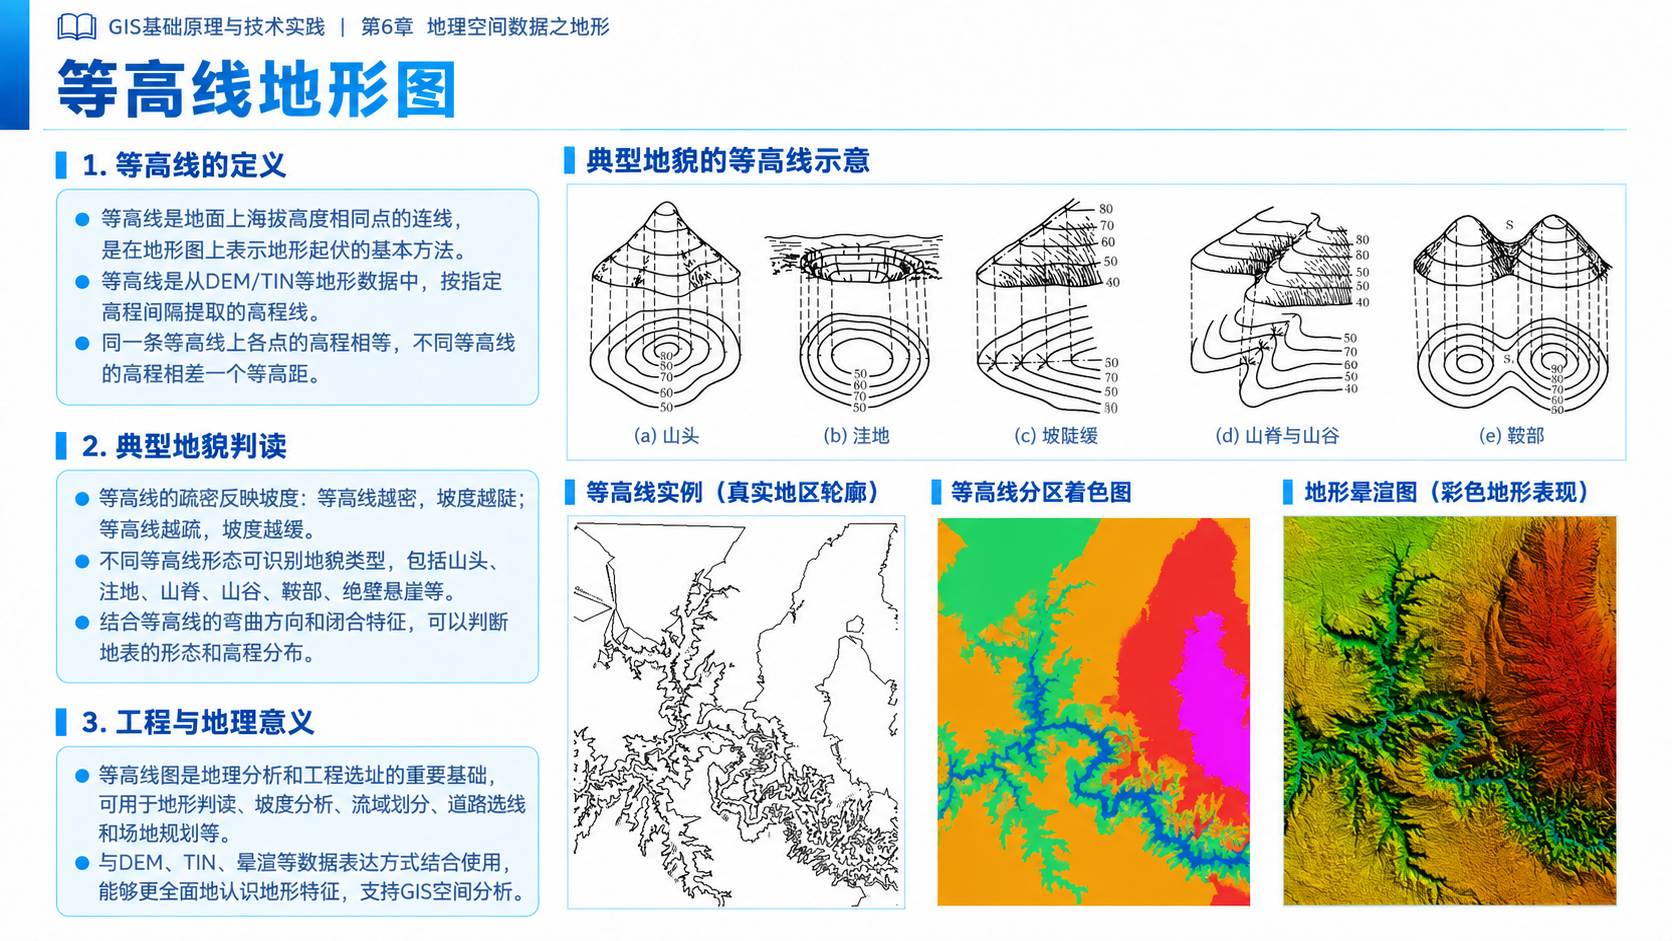 GIS基础原理与技术实践 | 第6章 地理空间数据之地形
等高线地形图
1. 等高线的定义
等高线是地面上海拔高度相同点的连线，
是在地形图上表示地形起伏的基本方法。
等高线是从DEM/TIN等地形数据中，按指定
高程间隔提取的高程线。
同一条等高线上各点的高程相等，不同等高线
的高程相差一个等高距。
2. 典型地貌判读
等高线的疏密反映坡度：等高线越密，坡度越陡；
等高线越疏，坡度越缓。
不同等高线形态可识别地貌类型，包括山头、
洼地、山脊、山谷、鞍部、绝壁悬崖等。
结合等高线的弯曲方向和闭合特征，可以判断
地表的形态和高程分布。
3. 工程与地理意义
等高线图是地理分析和工程选址的重要基础，
可用于地形判读、坡度分析、流域划分、道路选线
和场地规划等。
与DEM、TIN、晕渲等数据表达方式结合使用，
能够更全面地认识地形特征，支持GIS空间分析。
典型地貌的等高线示意
80
80
70
60
50
(a) 山头
50
60
70
50
(b) 洼地
80
70
60
50
40
50
70
50
80
(c) 坡陡缓
80
80
50
50
40
50
70
60
50
40
(d) 山脊与山谷
S
S
90
80
70
60
50
(e) 鞍部
等高线实例（真实地区轮廓）
等高线分区着色图
地形晕渲图（彩色地形表现）